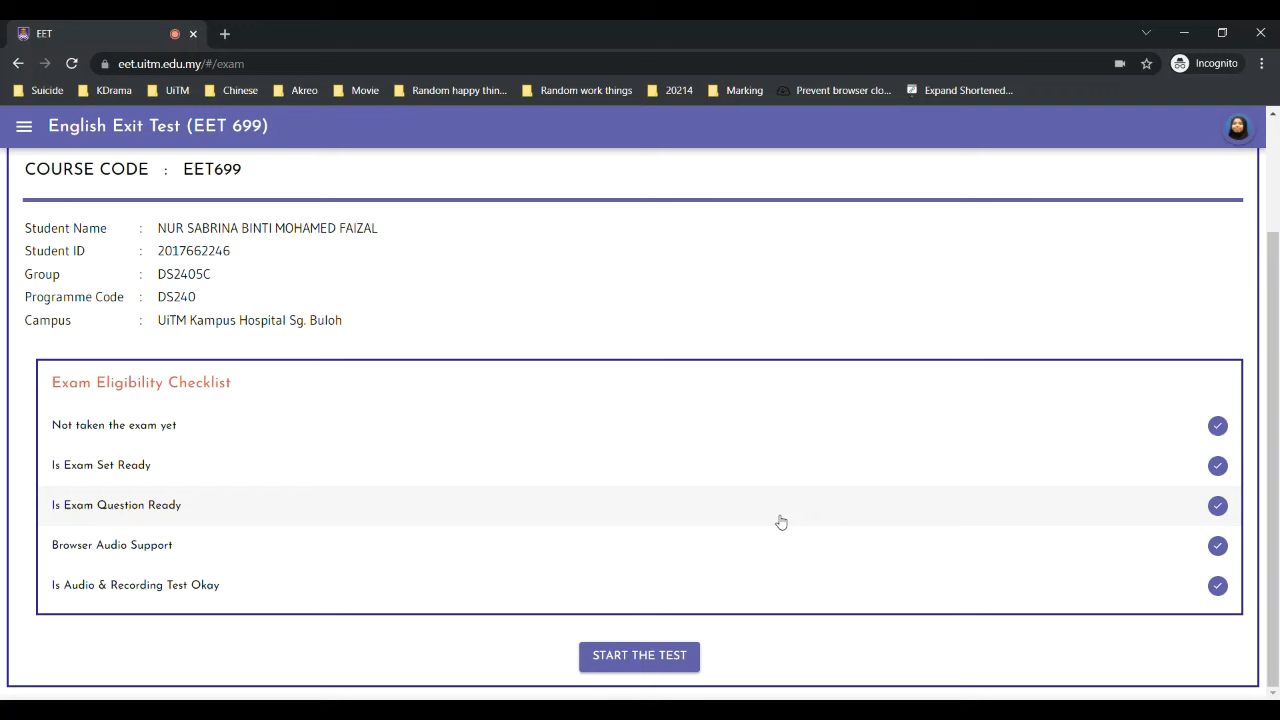 EET
eet.uitm.edu.my/#/exam
Incognito
Suicide KDrama UiTM Chinese Akreo Movie Random happy thin... Random work things 20214 Marking Prevent browser clo... Expand Shortened...
English Exit Test (EET 699)
COURSE CODE : EET699
Student Name : NUR SABRINA BINTI MOHAMED FAIZAL
Student ID : 2017662246
Group : DS2405C
Programme Code : DS240
Campus : UiTM Kampus Hospital Sg. Buloh
Exam Eligibility Checklist
Not taken the exam yet
Is Exam Set Ready
Is Exam Question Ready
Browser Audio Support
Is Audio & Recording Test Okay
START THE TEST